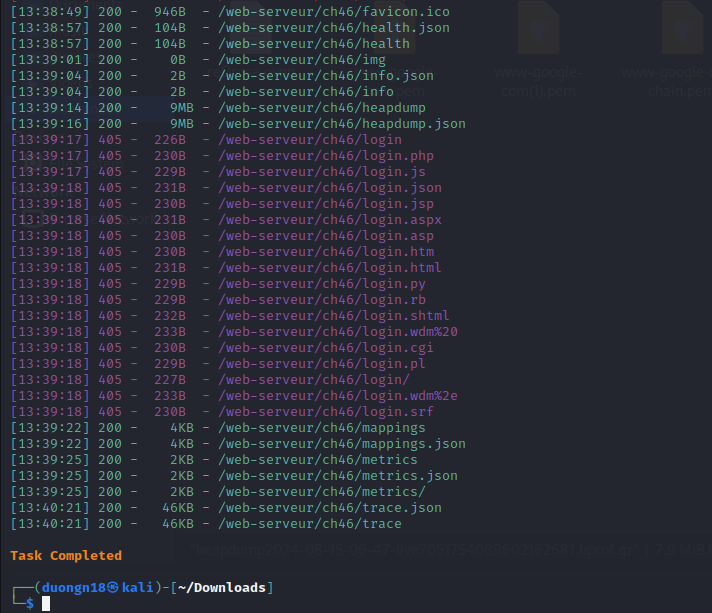 [13:38:49] 200 -  946B  - /web-serveur/ch46/favicon.ico
[13:38:57] 200 -  104B  - /web-serveur/ch46/health.json
[13:38:57] 200 -  104B  - /web-serveur/ch46/health
[13:39:01] 200 -    0B  - /web-serveur/ch46/img
[13:39:04] 200 -    2B  - /web-serveur/ch46/info.json
[13:39:04] 200 -    2B  - /web-serveur/ch46/info
[13:39:14] 200 -    9MB - /web-serveur/ch46/heapdump
[13:39:16] 200 -    9MB - /web-serveur/ch46/heapdump.json
[13:39:17] 405 -  226B  - /web-serveur/ch46/login
[13:39:17] 405 -  230B  - /web-serveur/ch46/login.php
[13:39:17] 405 -  229B  - /web-serveur/ch46/login.js
[13:39:18] 405 -  231B  - /web-serveur/ch46/login.json
[13:39:18] 405 -  230B  - /web-serveur/ch46/login.jsp
[13:39:18] 405 -  231B  - /web-serveur/ch46/login.aspx
[13:39:18] 405 -  230B  - /web-serveur/ch46/login.asp
[13:39:18] 405 -  230B  - /web-serveur/ch46/login.htm
[13:39:18] 405 -  231B  - /web-serveur/ch46/login.html
[13:39:18] 405 -  229B  - /web-serveur/ch46/login.py
[13:39:18] 405 -  229B  - /web-serveur/ch46/login.rb
[13:39:18] 405 -  232B  - /web-serveur/ch46/login.shtml
[13:39:18] 405 -  233B  - /web-serveur/ch46/login.wdm%20
[13:39:18] 405 -  230B  - /web-serveur/ch46/login.cgi
[13:39:18] 405 -  229B  - /web-serveur/ch46/login.pl
[13:39:18] 405 -  227B  - /web-serveur/ch46/login/
[13:39:18] 405 -  233B  - /web-serveur/ch46/login.wdm%2e
[13:39:18] 405 -  230B  - /web-serveur/ch46/login.srf
[13:39:22] 200 -    4KB - /web-serveur/ch46/mappings
[13:39:22] 200 -    4KB - /web-serveur/ch46/mappings.json
[13:39:25] 200 -    2KB - /web-serveur/ch46/metrics
[13:39:25] 200 -    2KB - /web-serveur/ch46/metrics.json
[13:39:25] 200 -    2KB - /web-serveur/ch46/metrics/
[13:40:21] 200 -   46KB - /web-serveur/ch46/trace.json
[13:40:21] 200 -   46KB - /web-serveur/ch46/trace
www-google-
com(1).pem
www-google-
chain.pem
Task Completed
┌──(duongn18㉿kali)-[~/Downloads]
└─$